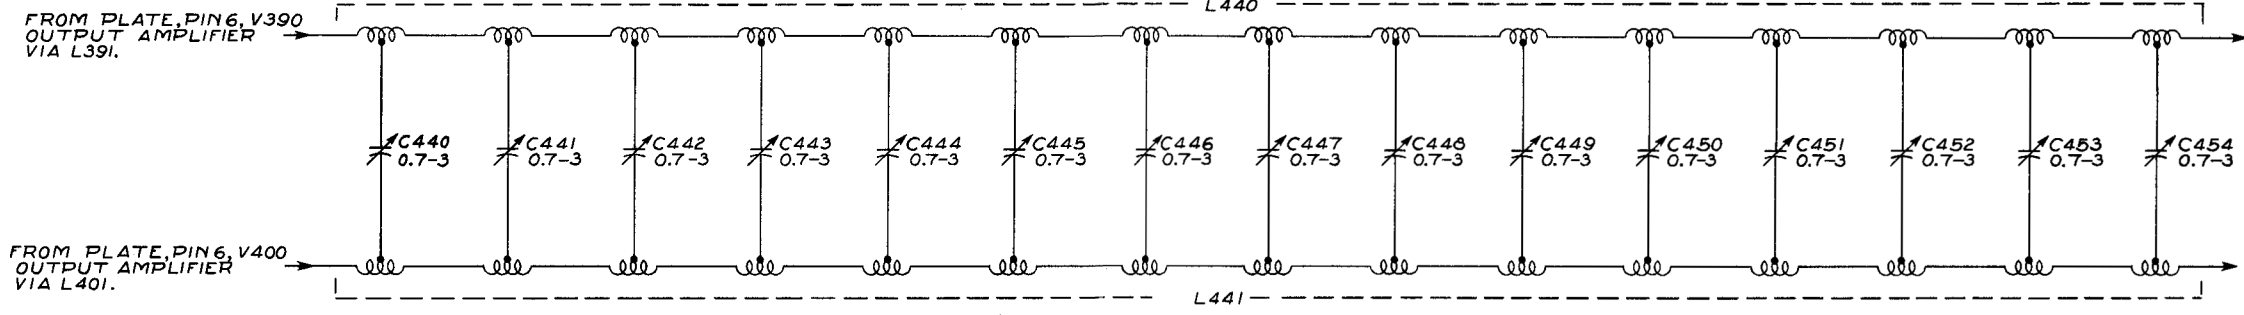 L440
FROM PLATE, PIN 6, V390
OUTPUT AMPLIFIER
VIA L391.
C440
0.7-3
C441
0.7-3
C442
0.7-3
C443
0.7-3
C444
0.7-3
C445
0.7-3
C446
0.7-3
C447
0.7-3
C448
0.7-3
C449
0.7-3
C450
0.7-3
C451
0.7-3
C452
0.7-3
C453
0.7-3
C454
0.7-3
FROM PLATE, PIN 6, V400
OUTPUT AMPLIFIER
VIA L401.
L441